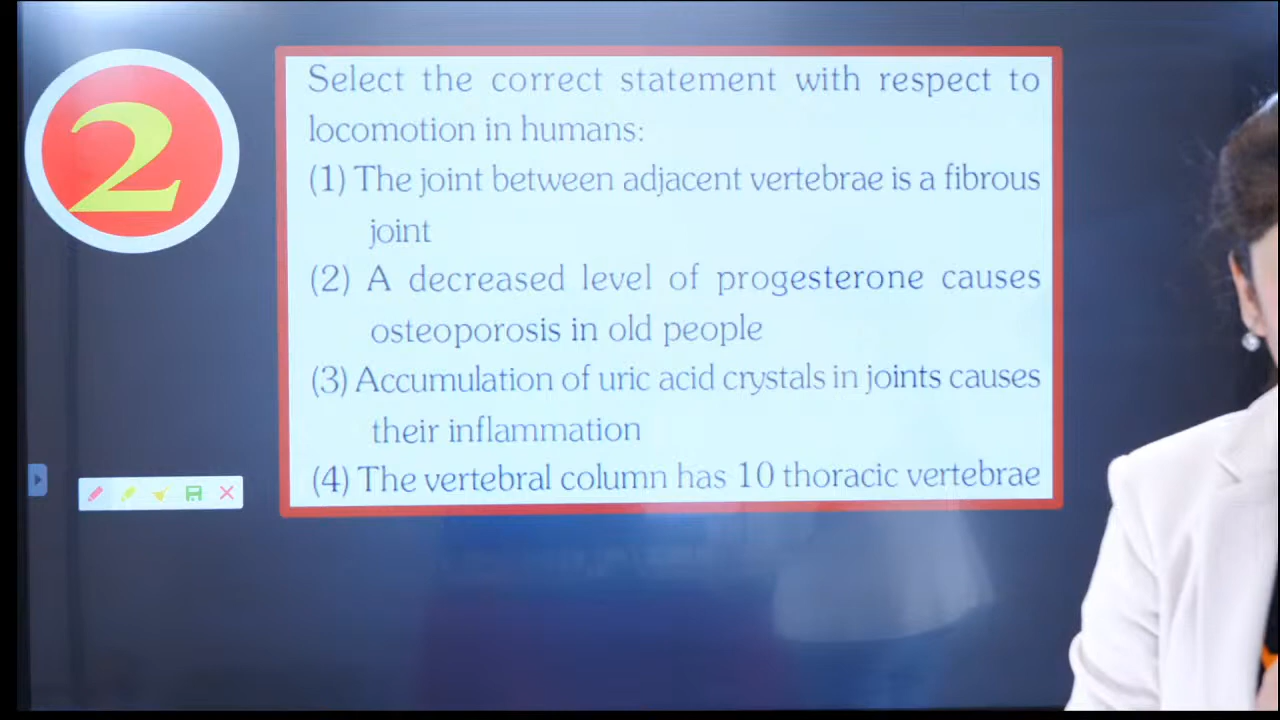 2
Select the correct statement with respect to
locomotion in humans:
(1) The joint between adjacent vertebrae is a fibrous
joint
(2) A decreased level of progesterone causes
osteoporosis in old people
(3) Accumulation of uric acid crystals in joints causes
their inflammation
(4) The vertebral column has 10 thoracic vertebrae